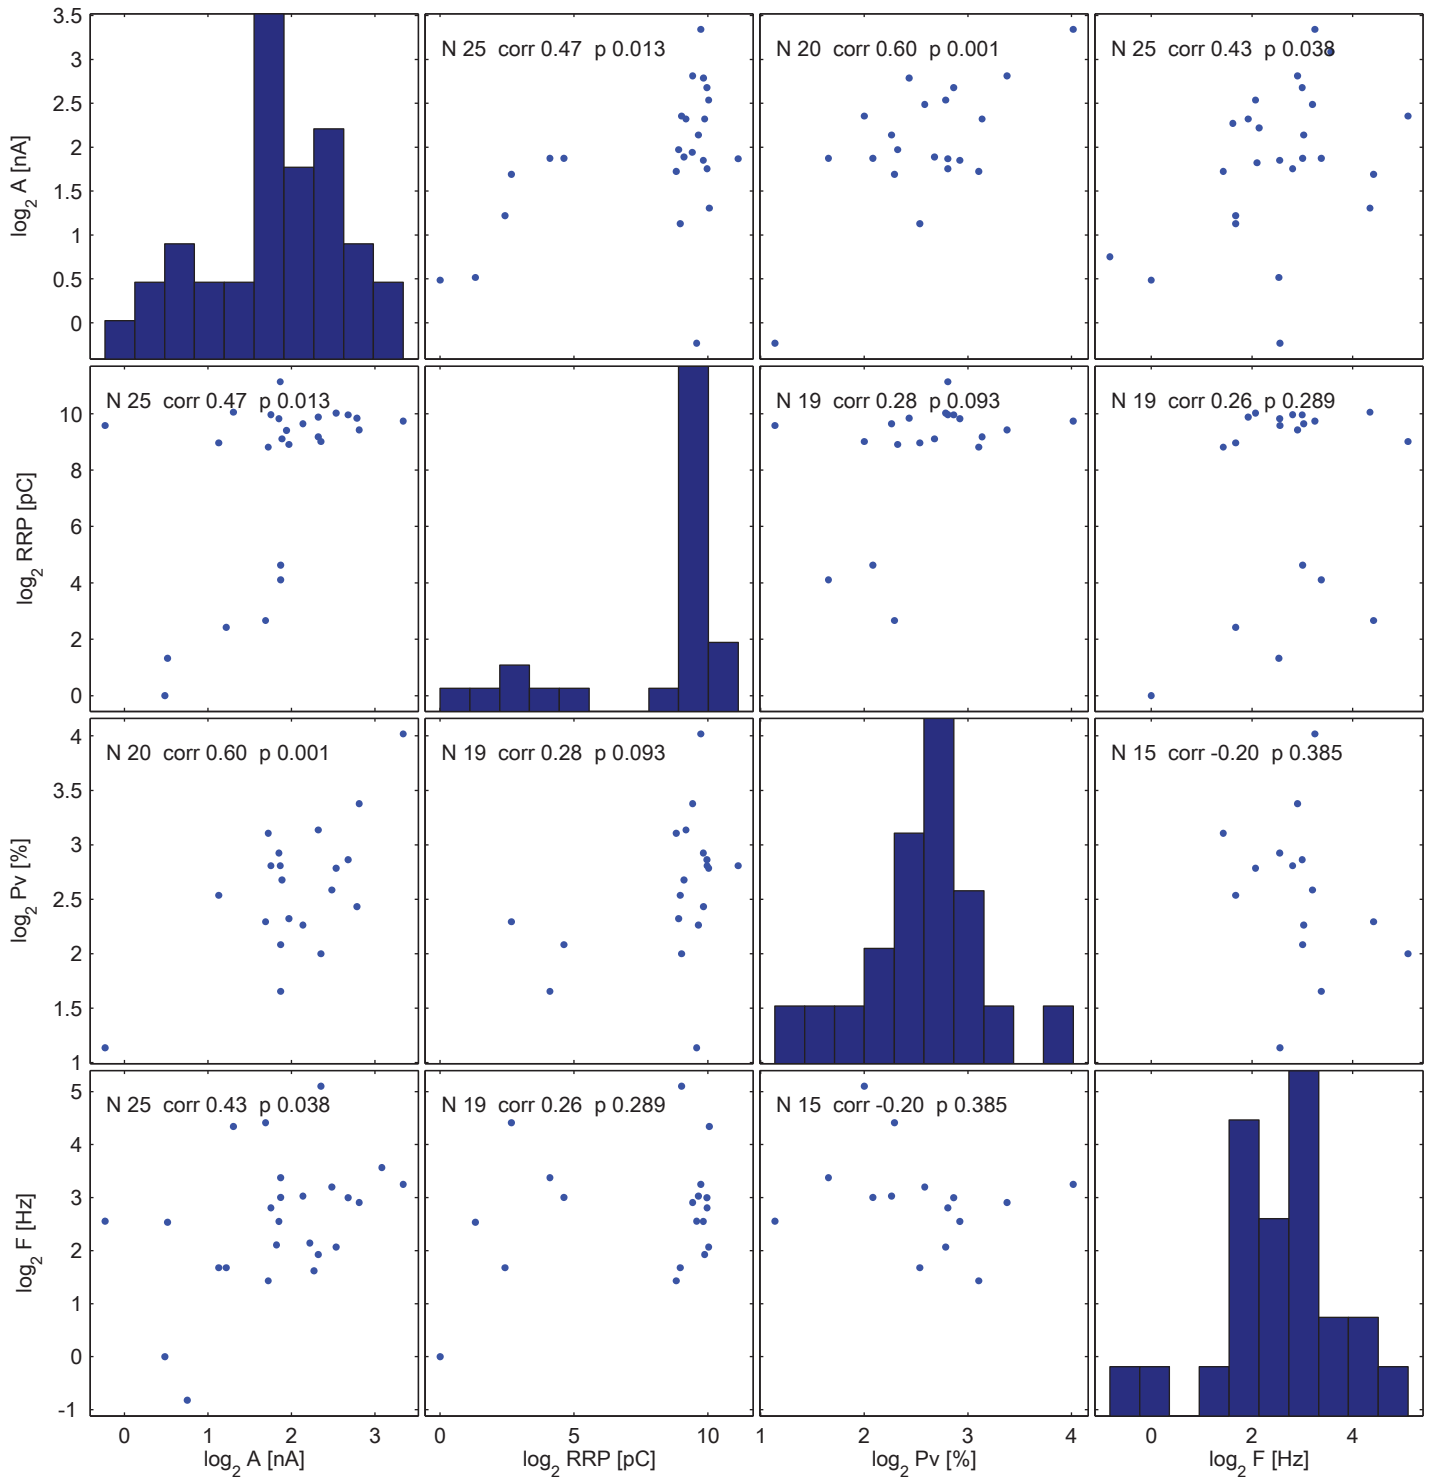 3.5
3
2.5
2
1.5
1
0.5
0
log2 A [nA]
N 25 corr 0.47 p 0.013
N 20 corr 0.60 p 0.001
N 25 corr 0.43 p 0.038
10
8
6
4
2
0
log2 RRP [pC]
N 25 corr 0.47 p 0.013
N 19 corr 0.28 p 0.093
N 19 corr 0.26 p 0.289
4
3.5
3
2.5
2
1.5
1
log2 Pv [%]
N 20 corr 0.60 p 0.001
N 19 corr 0.28 p 0.093
N 15 corr -0.20 p 0.385
5
4
3
2
1
0
-1
log2 F [Hz]
N 25 corr 0.43 p 0.038
N 19 corr 0.26 p 0.289
N 15 corr -0.20 p 0.385
0 1 2 3
0 5 10
1 2 3 4
0 2 4
log2 A [nA]
log2 RRP [pC]
log2 Pv [%]
log2 F [Hz]